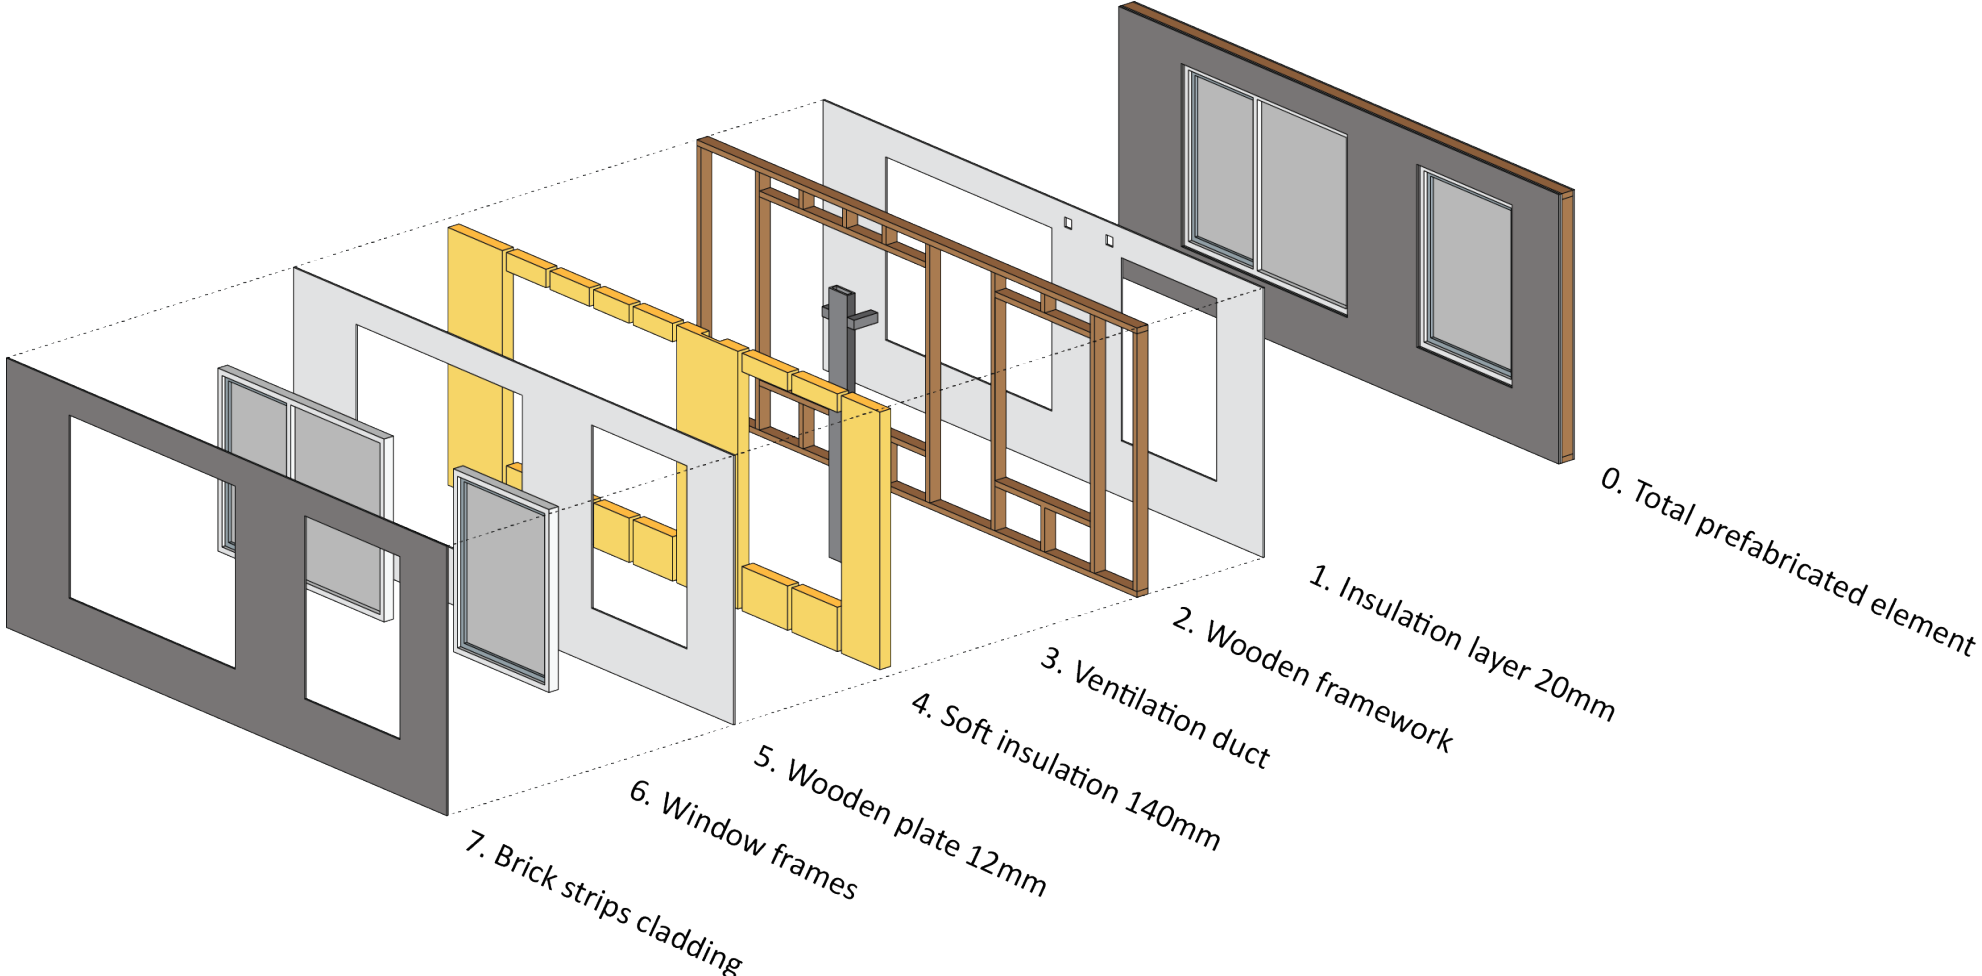 0. Total prefabricated element
1. Insulation layer 20mm
2. Wooden framework
3. Ventilation duct
4. Soft insulation 140mm
5. Wooden plate 12mm
6. Window frames
7. Brick strips cladding